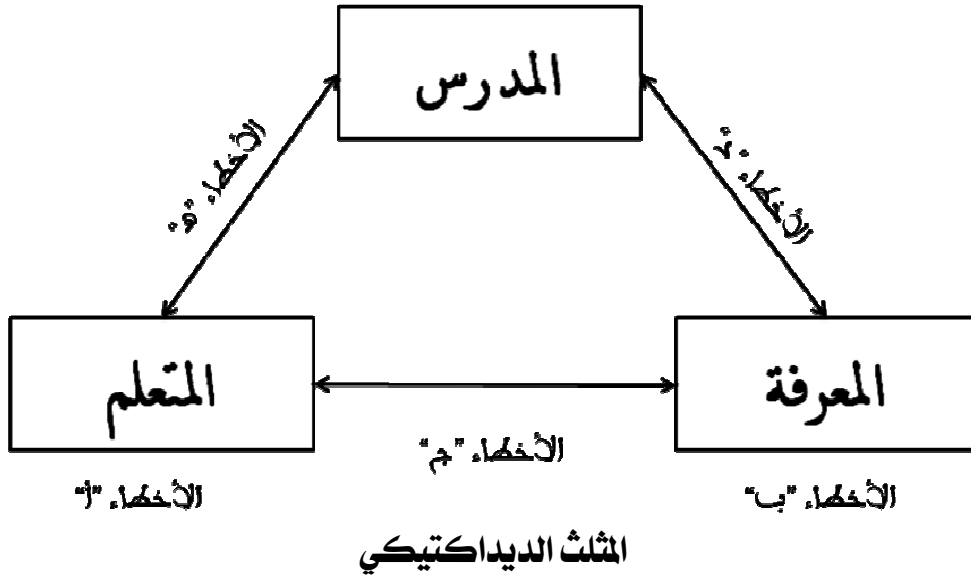 المدرس
الأخطاء "د"
الأخطاء "هـ"
المعرفة
المتعلم
الأخطاء "ج"
الأخطاء "ب"
الأخطاء "أ"
المثلث الديداكتيكي